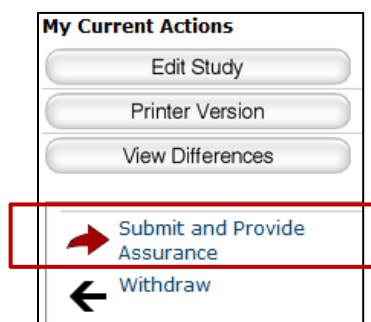 My Current Actions
Edit Study
Printer Version
View Differences
Submit and Provide
Assurance
Withdraw